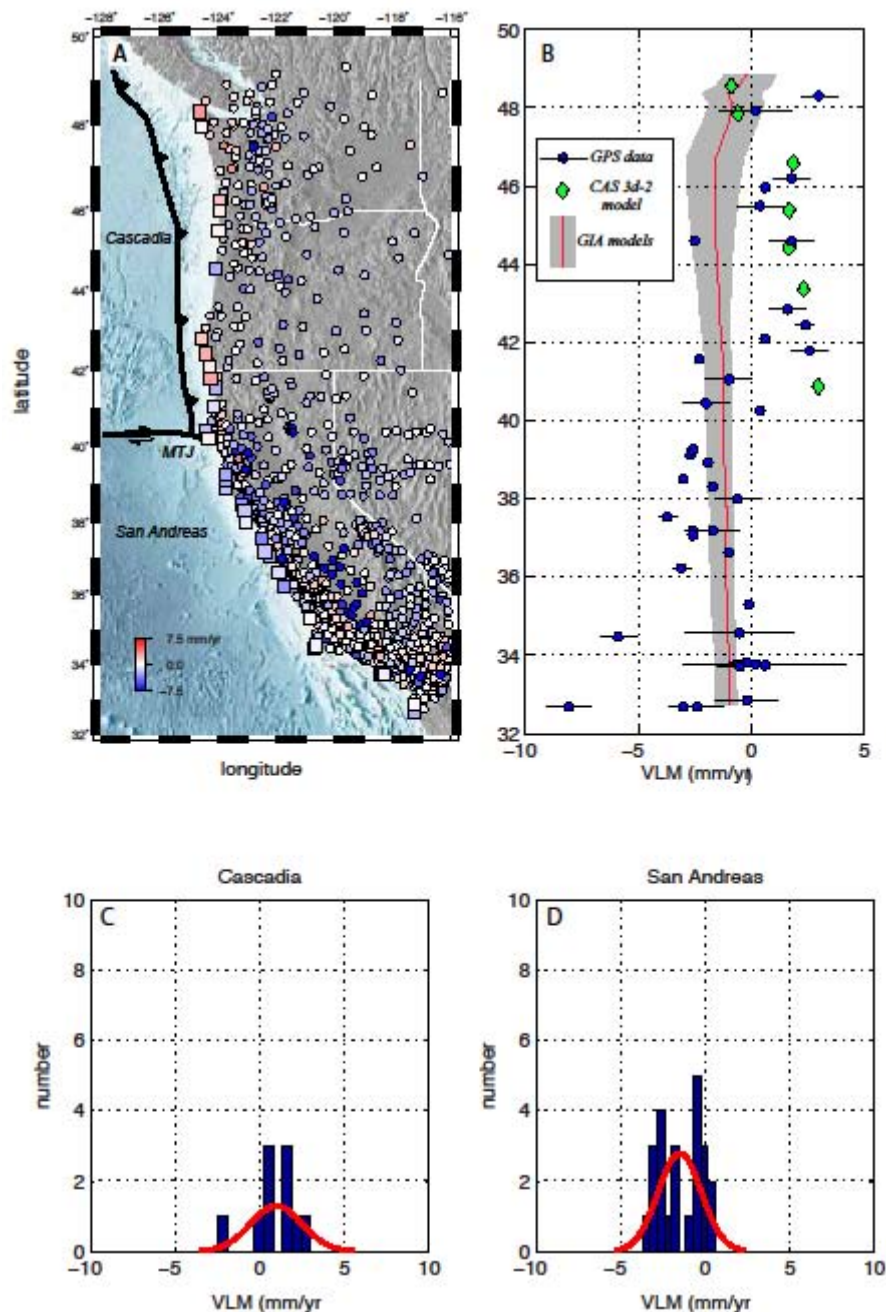 −128° −126° −124° −122° −120° −118° −116°
50°
48°
46°
44°
42°
40°
38°
36°
34°
32°
A
Cascadia
MTJ
San Andreas
7.5 mm/yr
0.0
−7.5
latitude
longitude
B
50
48
46
44
42
40
38
36
34
32
GPS data
CAS 3d-2
model
GIA models
−10 −5 0 5
VLM (mm/yr)
Cascadia
C
10
8
6
4
2
0
number
−10 −5 0 5 10
VLM (mm/yr
San Andreas
D
10
8
6
4
2
0
number
−10 −5 0 5 10
VLM (mm/yr